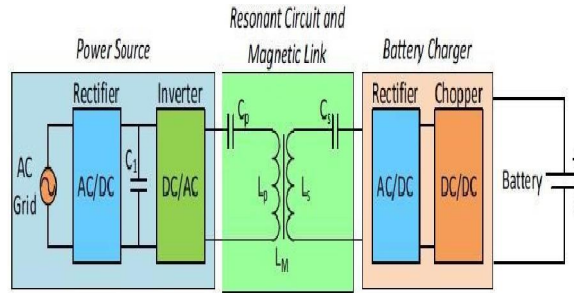 Resonant Circuit and
Magnetic Link
Power Source
Battery Charger
Rectifier
Inverter
Rectifier
Chopper
Cp
Cs
AC
Grid
AC/DC
C1
DC/AC
Lp
Ls
LM
AC/DC
DC/DC
Battery